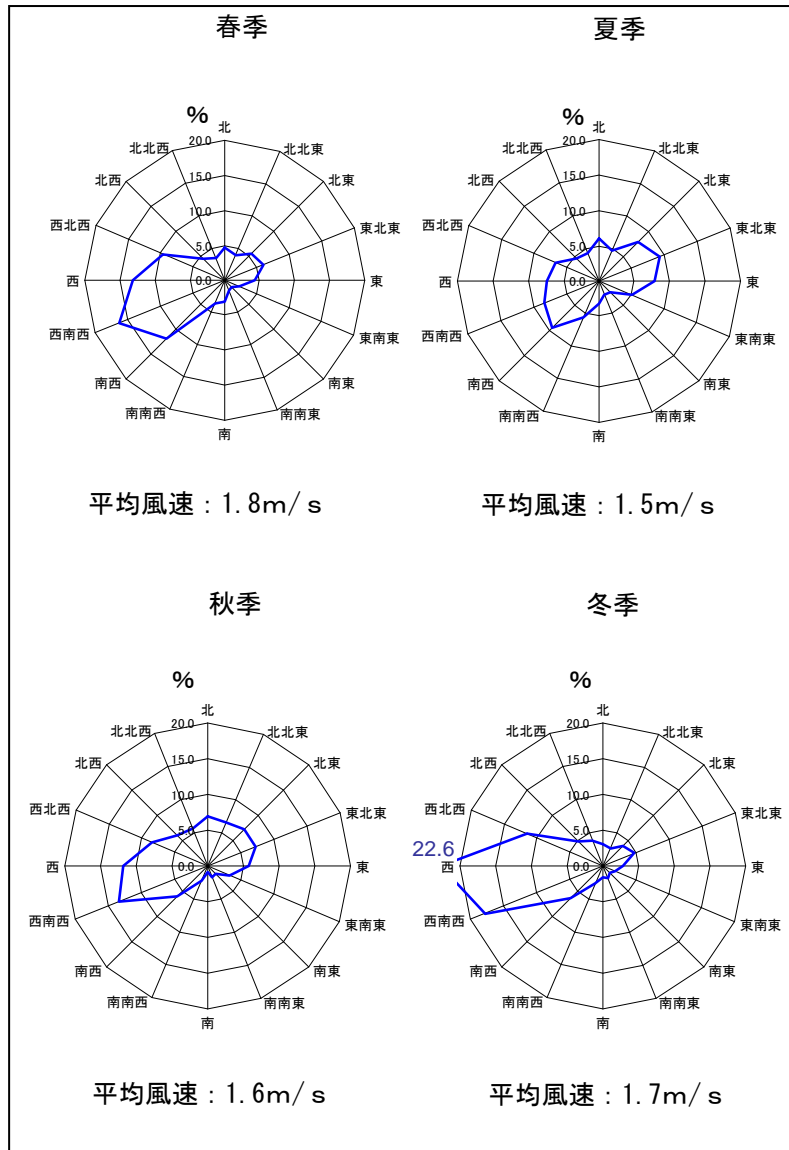 春季
%
北
20.0
北北西
北北東
15.0
北西
北東
10.0
西北西
東北東
5.0
西
0.0
東
西南西
東南東
南西
南東
南南西
南南東
南
平均風速：1.8m/s
夏季
%
北
20.0
北北西
北北東
15.0
北西
北東
10.0
西北西
東北東
5.0
西
0.0
東
西南西
東南東
南西
南東
南南西
南南東
南
平均風速：1.5m/s
秋季
%
北
20.0
北北西
北北東
15.0
北西
北東
10.0
西北西
東北東
5.0
西
0.0
東
西南西
東南東
南西
南東
南南西
南南東
南
平均風速：1.6m/s
冬季
%
北
20.0
北北西
北北東
15.0
北西
北東
10.0
西北西
東北東
5.0
22.6
西
0.0
東
西南西
東南東
南西
南東
南南西
南南東
南
平均風速：1.7m/s